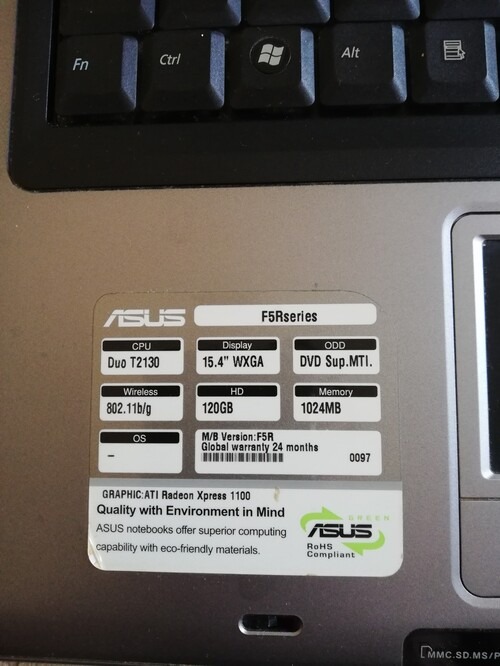 Fn Ctrl Alt
ASUS F5Rseries
CPU Display ODD
Duo T2130 15.4" WXGA DVD Sup.MTI.
Wireless HD Memory
802.11b/g 120GB 1024MB
OS M/B Version:F5R
– Global warranty 24 months
0097
GRAPHIC:ATI Radeon Xpress 1100
Quality with Environment in Mind
ASUS notebooks offer superior computing
capability with eco-friendly materials.
GREEN
ASUS
RoHS
Compliant
MMC.SD.MS/P